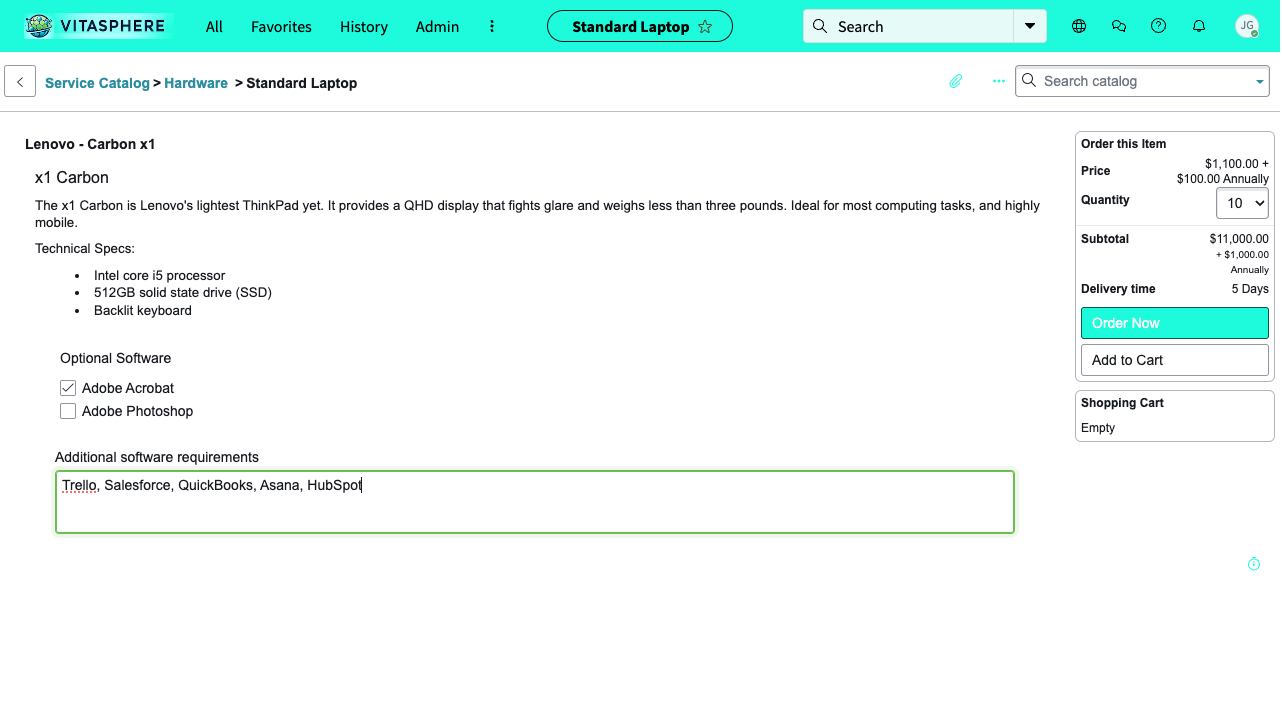 VITASPHERE All Favorites History Admin Standard Laptop Search JG
Service Catalog > Hardware > Standard Laptop Search catalog
Lenovo - Carbon x1
x1 Carbon
The x1 Carbon is Lenovo's lightest ThinkPad yet. It provides a QHD display that fights glare and weighs less than three pounds. Ideal for most computing tasks, and highly
mobile.
Technical Specs:
Intel core i5 processor
512GB solid state drive (SSD)
Backlit keyboard
Optional Software
Adobe Acrobat
Adobe Photoshop
Additional software requirements
Trello, Salesforce, QuickBooks, Asana, HubSpot
Order this Item
Price $1,100.00 +
$100.00 Annually
Quantity 10
Subtotal $11,000.00
+ $1,000.00
Annually
Delivery time 5 Days
Order Now
Add to Cart
Shopping Cart
Empty